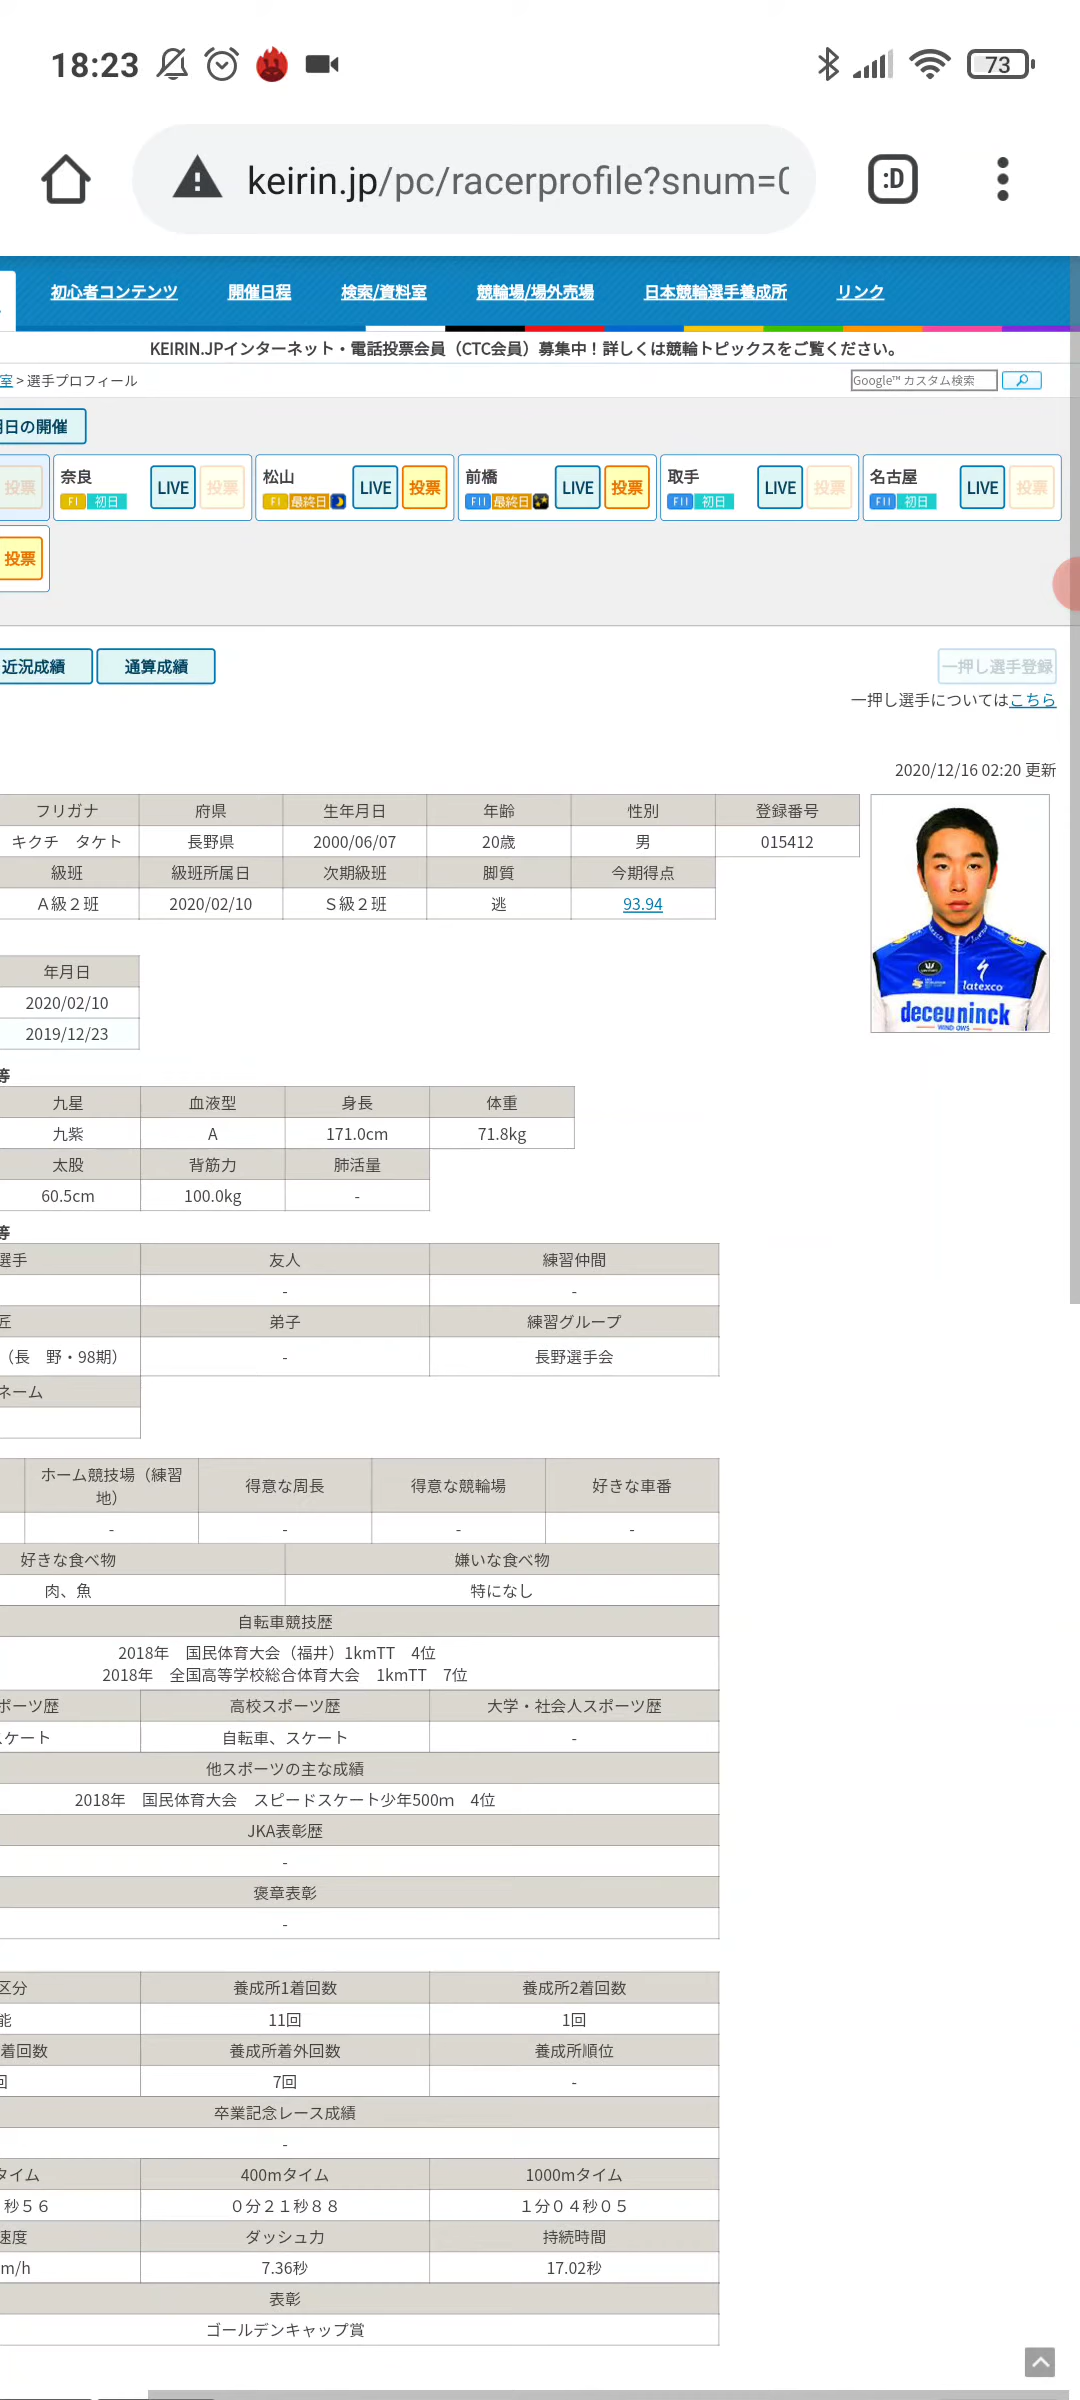 18:23
73
keirin.jp/pc/racerprofile?snum=0
:D
初心者コンテンツ 開催日程 検索/資料室 競輪場/場外売場 日本競輪選手養成所 リンク
KEIRIN.JPインターネット・電話投票会員（CTC会員）募集中！詳しくは競輪トピックスをご覧ください。
室 > 選手プロフィール Google™ カスタム検索
日の開催
投票 奈良 FI 初日 LIVE 投票 松山 FI 最終日 LIVE 投票 前橋 FII 最終日 LIVE 投票 取手 FII 初日 LIVE 投票 名古屋 FII 初日 LIVE 投票
投票
近況成績 通算成績 一押し選手登録
一押し選手についてはこちら
2020/12/16 02:20 更新
フリガナ 府県 生年月日 年齢 性別 登録番号
キクチ　タケト 長野県 2000/06/07 20歳 男 015412
級班 級班所属日 次期級班 脚質 今期得点
Ａ級２班 2020/02/10 Ｓ級２班 逃 93.94
latexco
deceuninck
WINDOWS
年月日
2020/02/10
2019/12/23
等
九星 血液型 身長 体重
九紫 A 171.0cm 71.8kg
太股 背筋力 肺活量
60.5cm 100.0kg -
等
選手 友人 練習仲間
- -
匠 弟子 練習グループ
（長　野・98期） - 長野選手会
ネーム
ホーム競技場（練習地） 得意な周長 得意な競輪場 好きな車番
- - - -
好きな食べ物 嫌いな食べ物
肉、魚 特になし
自転車競技歴
2018年　国民体育大会（福井）1kmTT　4位
2018年　全国高等学校総合体育大会　1kmTT　7位
ポーツ歴 高校スポーツ歴 大学・社会人スポーツ歴
スケート 自転車、スケート -
他スポーツの主な成績
2018年　国民体育大会　スピードスケート少年500m　4位
JKA表彰歴
-
褒章表彰
-
区分 養成所1着回数 養成所2着回数
能 11回 1回
着回数 養成所着外回数 養成所順位
回 7回 -
卒業記念レース成績
-
タイム 400mタイム 1000mタイム
秒５６ ０分２１秒８８ １分０４秒０５
速度 ダッシュ力 持続時間
m/h 7.36秒 17.02秒
表彰
ゴールデンキャップ賞